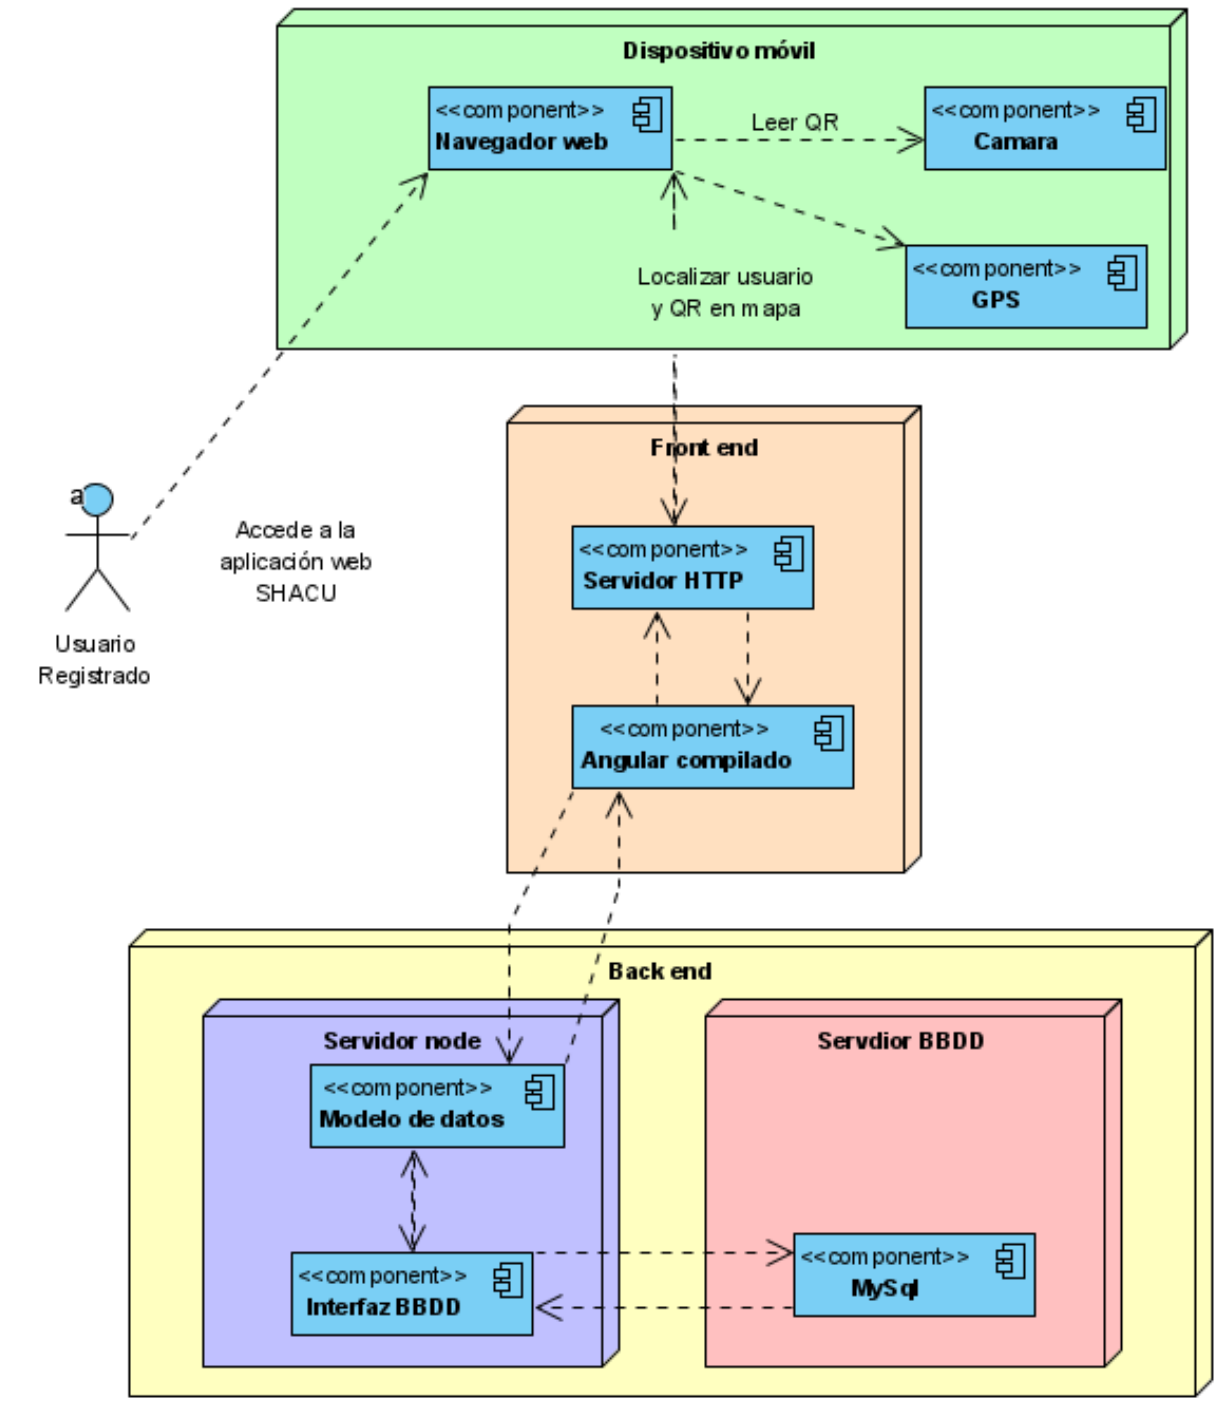 Dispositivo móvil
<<component>>
Navegador web
Leer QR
<<component>>
Camara
<<component>>
GPS
Localizar usuario
y QR en mapa
Front end
<<component>>
Servidor HTTP
a
Accede a la
aplicación web
SHACU
Usuario
Registrado
<<component>>
Angular compilado
Back end
Servidor node
<<component>>
Modelo de datos
<<component>>
Interfaz BBDD
Servdior BBDD
<<component>>
MySql